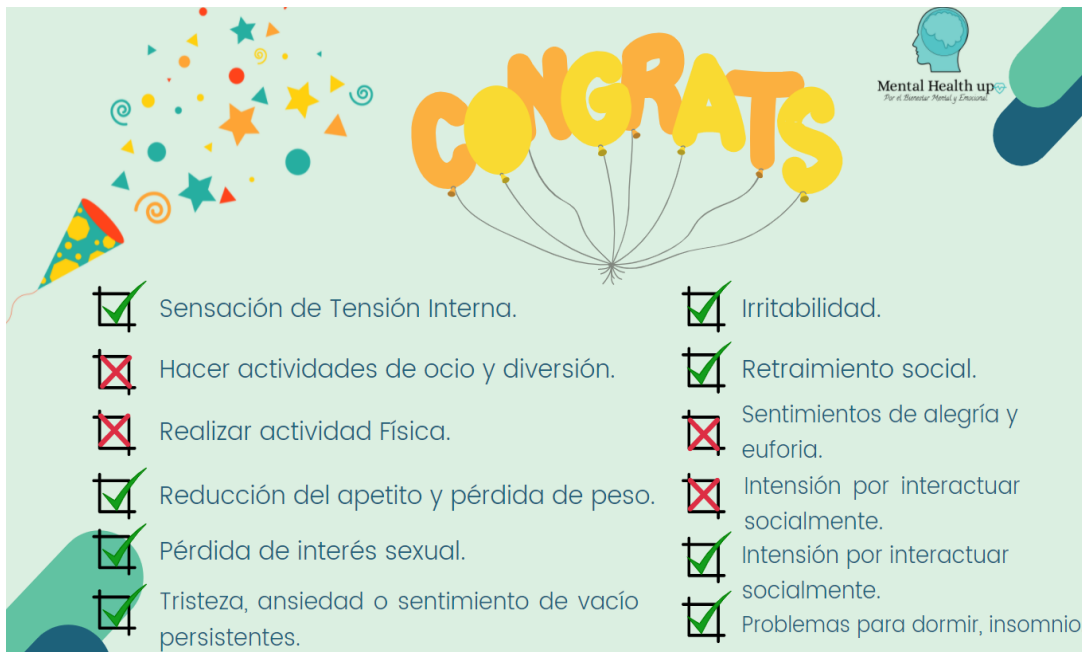 CONGRATS
Mental Health up
Por el Bienestar Mental y Emocional
Sensación de Tensión Interna.
Hacer actividades de ocio y diversión.
Realizar actividad Física.
Reducción del apetito y pérdida de peso.
Pérdida de interés sexual.
Tristeza, ansiedad o sentimiento de vacío
persistentes.
Irritabilidad.
Retraimiento social.
Sentimientos de alegría y
euforia.
Intensión por interactuar
socialmente.
Intensión por interactuar
socialmente.
Problemas para dormir, insomnio